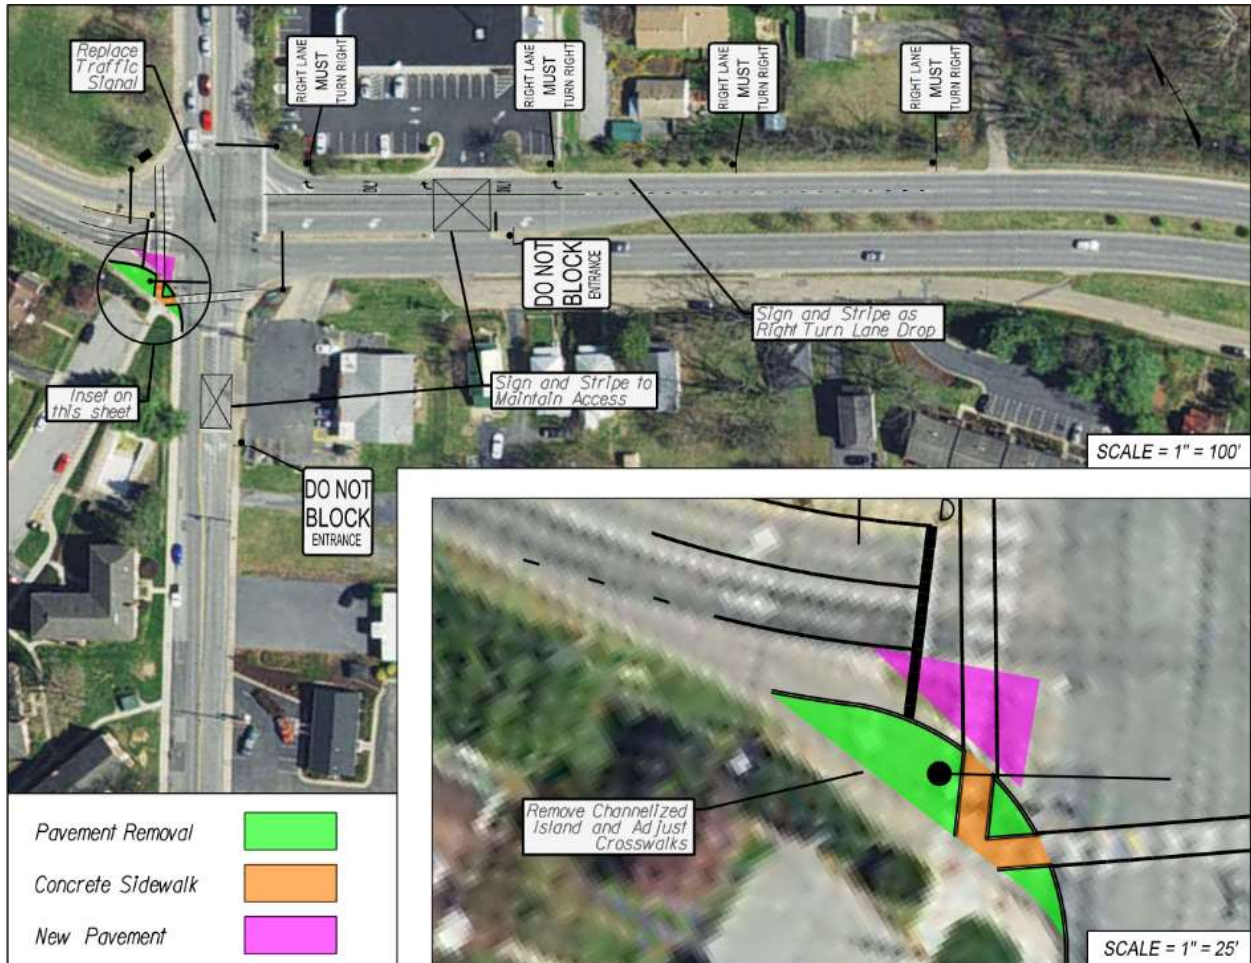 Replace
Traffic
Signal
RIGHT LANE
MUST
TURN RIGHT
RIGHT LANE
MUST
TURN RIGHT
RIGHT LANE
MUST
TURN RIGHT
RIGHT LANE
MUST
TURN RIGHT
DO NOT
BLOCK
ENTRANCE
Sign and Stripe as
Right Turn Lane Drop
Inset on
this sheet
Sign and Stripe to
Maintain Access
SCALE = 1" = 100'
DO NOT
BLOCK
ENTRANCE
D
Remove Channelized
Island and Adjust
Crosswalks
Pavement Removal
Concrete Sidewalk
New Pavement
SCALE = 1" = 25'